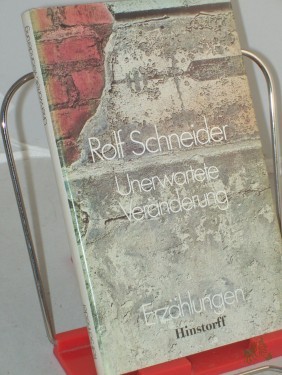 Rolf Schneider
Unerwartete
Veränderung
Erzählungen
Hinstorff